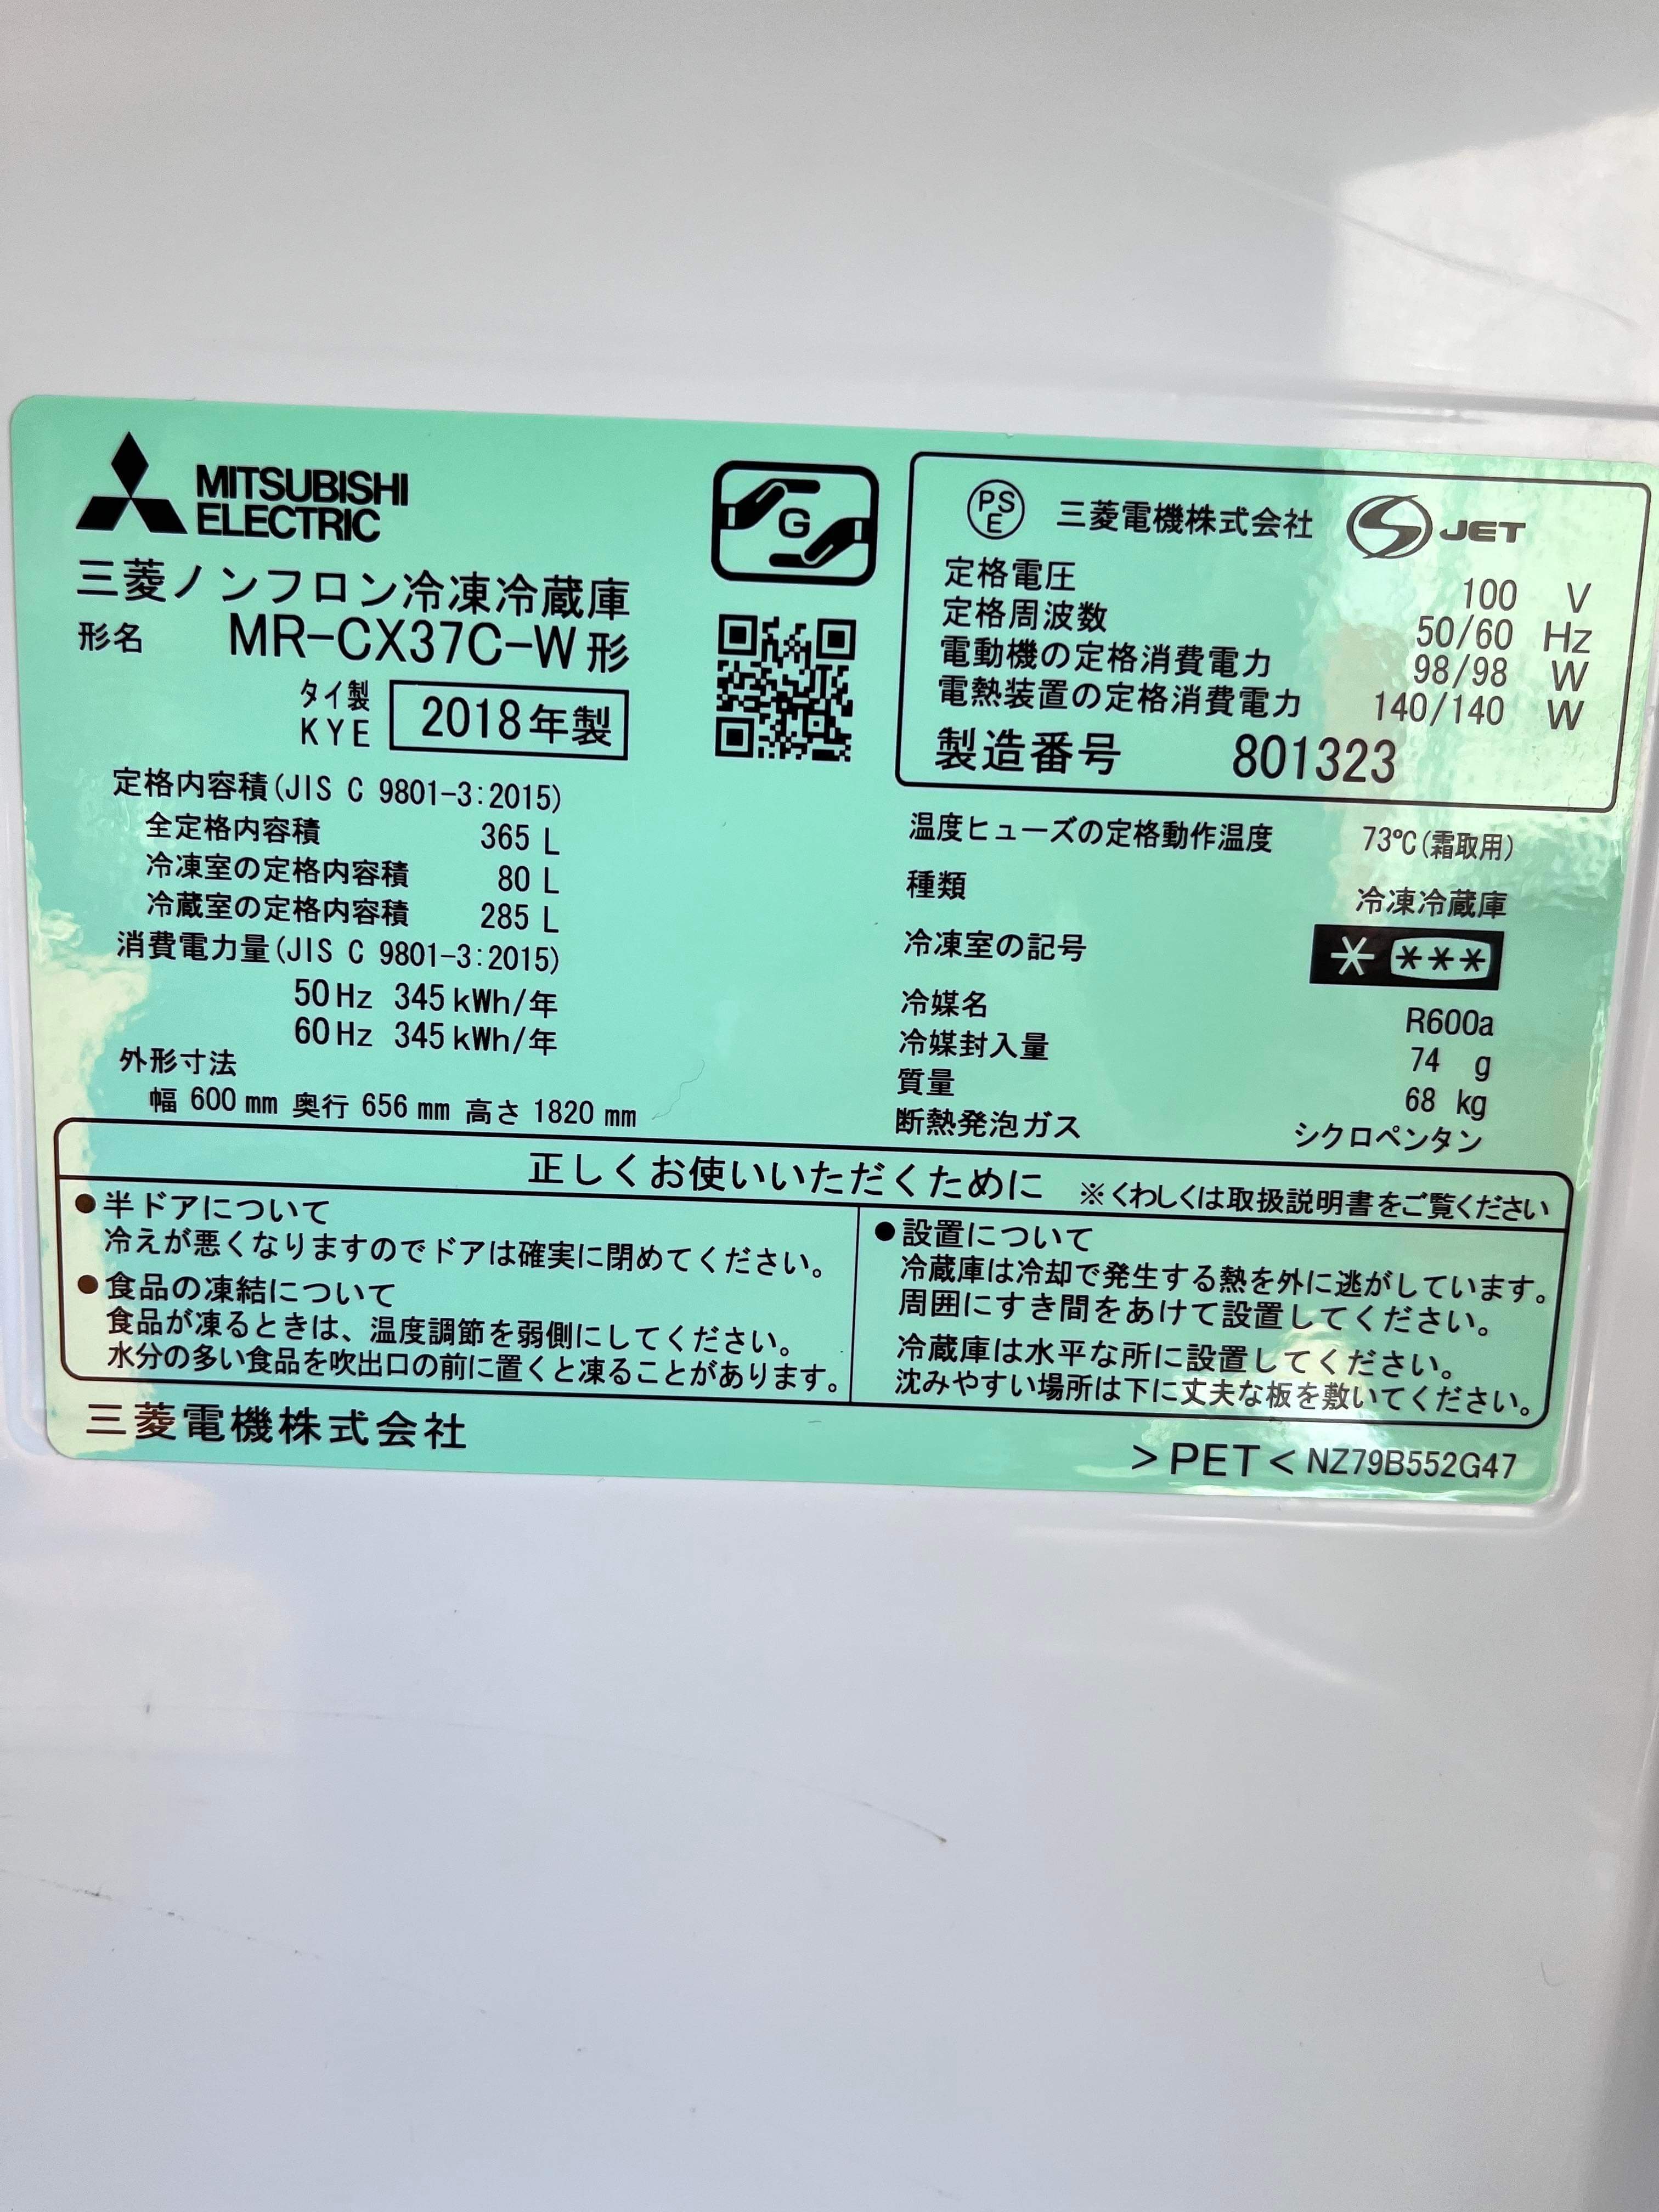 MITSUBISHI
ELECTRIC
三菱ノンフロン冷凍冷蔵庫
形名 MR-CX37C-W形
タイ製
KYE
2018年製
G
定格内容積(JIS C 9801-3:2015)
全定格内容積 365 L
冷凍室の定格内容積 80 L
冷蔵室の定格内容積 285 L
消費電力量(JIS C 9801-3:2015)
50Hz 345kWh/年
60Hz 345kWh/年
外形寸法
幅 600mm 奥行 656mm 高さ 1820mm
PSE 三菱電機株式会社 JET
定格電圧 100 V
定格周波数 50/60 Hz
電動機の定格消費電力 98/98 W
電熱装置の定格消費電力 140/140 W
製造番号 801323
温度ヒューズの定格動作温度 73℃(霜取用)
種類 冷凍冷蔵庫
冷凍室の記号 * ***
冷媒名 R600a
冷媒封入量 74 g
質量 68 kg
断熱発泡ガス シクロペンタン
正しくお使いいただくために ※くわしくは取扱説明書をご覧ください
●半ドアについて
冷えが悪くなりますのでドアは確実に閉めてください。
●食品の凍結について
食品が凍るときは、温度調節を弱側にしてください。
水分の多い食品を吹出口の前に置くと凍ることがあります。
●設置について
冷蔵庫は冷却で発生する熱を外に逃がしています。
周囲にすき間をあけて設置してください。
冷蔵庫は水平な所に設置してください。
沈みやすい場所は下に丈夫な板を敷いてください。
三菱電機株式会社
>PET< NZ79B552G47